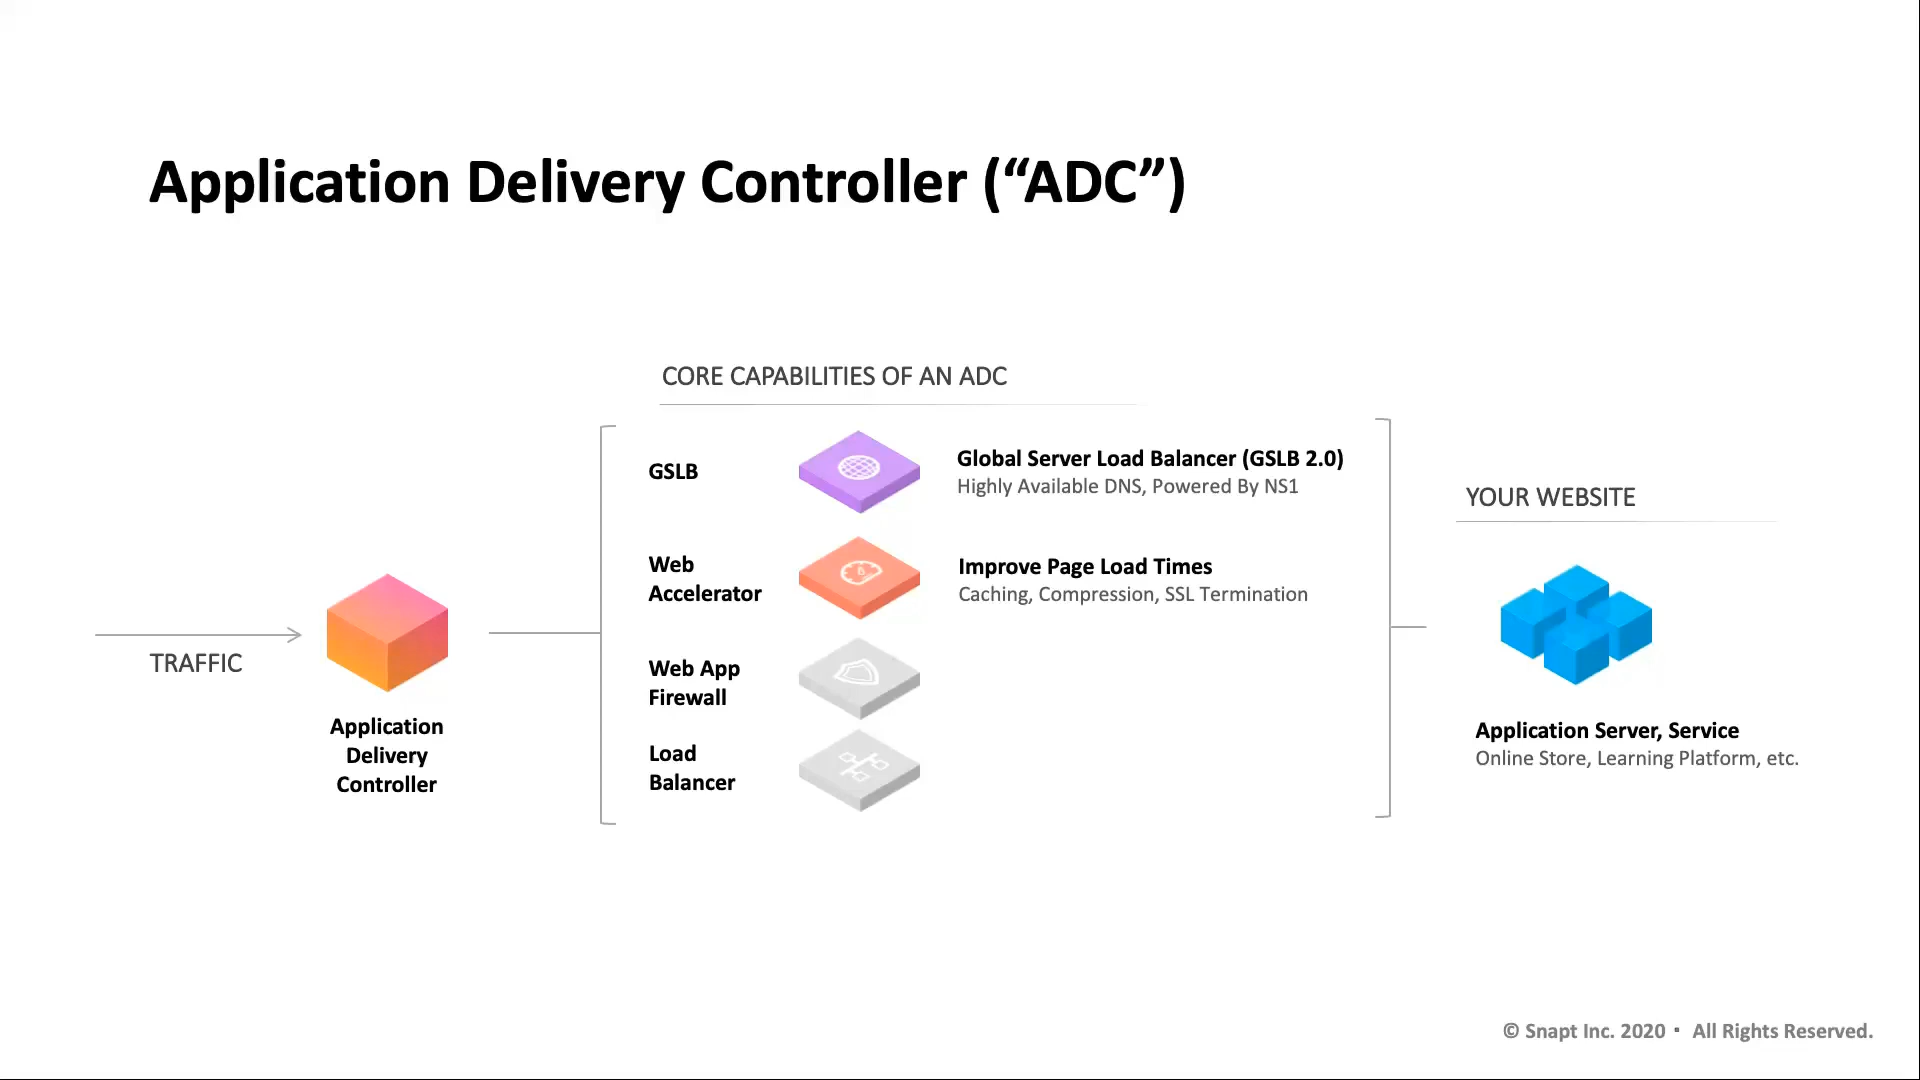 Application Delivery Controller (“ADC”)
CORE CAPABILITIES OF AN ADC
GSLB
Global Server Load Balancer (GSLB 2.0)
Highly Available DNS, Powered By NS1
Web
Accelerator
Improve Page Load Times
Caching, Compression, SSL Termination
Web App
Firewall
Load
Balancer
TRAFFIC
Application
Delivery
Controller
YOUR WEBSITE
Application Server, Service
Online Store, Learning Platform, etc.
© Snapt Inc. 2020 • All Rights Reserved.